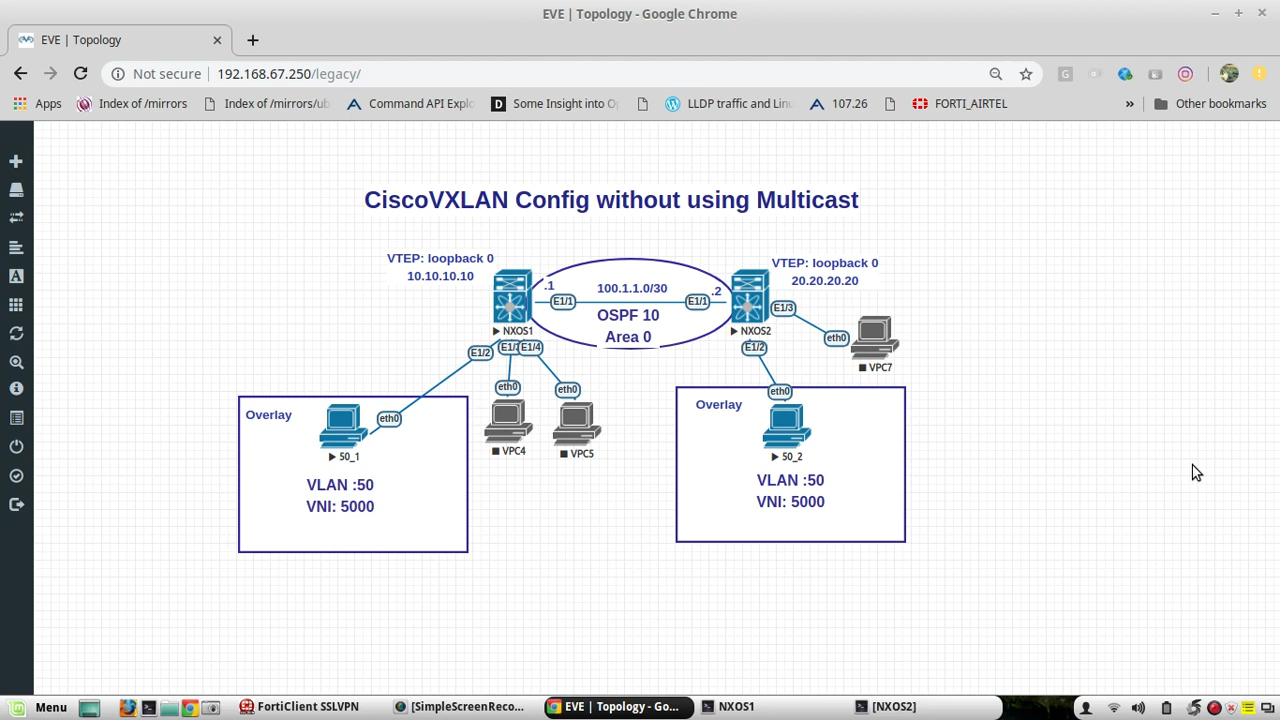 EVE | Topology - Google Chrome
EVE | Topology
Not secure
192.168.67.250/legacy/
Apps
Index of /mirrors
Index of /mirrors/ub
Command API Explo
Some Insight into Op
LLDP Traffic and Linu
107.26
FORTI_AIRTEL
»
Other bookmarks
CiscoVXLAN Config without using Multicast
VTEP: loopback 0
10.10.10.10
VTEP: loopback 0
20.20.20.20
.1
100.1.1.0/30
.2
E1/1
E1/1
E1/3
OSPF 10
NXOS1
NXOS2
Area 0
eth0
E1/2
E1/3
E1/4
E1/2
VPC7
eth0
eth0
eth0
Overlay
eth0
Overlay
VPC4
VPC5
50_1
50_2
VLAN :50
VNI: 5000
VLAN :50
VNI: 5000
Menu
FortiClient SSLVPN
[SimpleScreenReco...
EVE | Topology - Go...
NXOS1
[NXOS2]